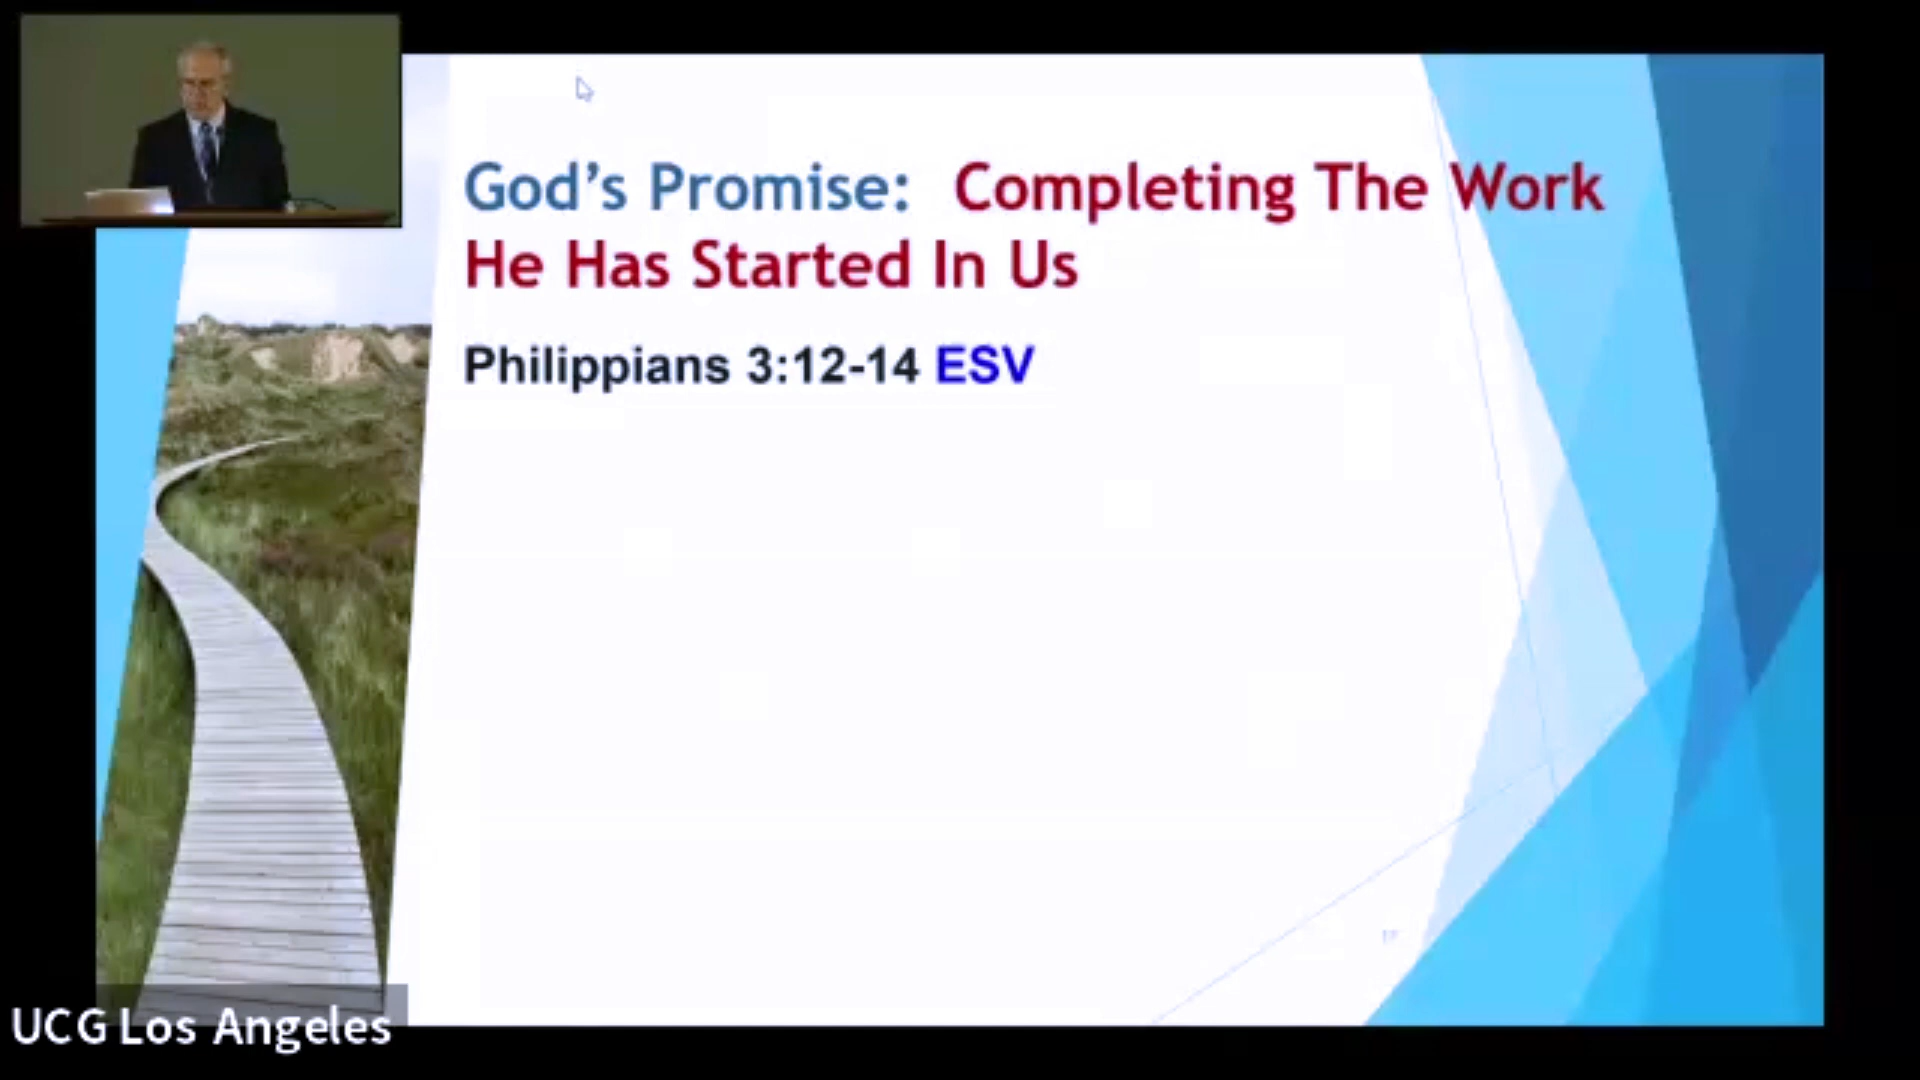 God’s Promise: Completing The Work
He Has Started In Us
Philippians 3:12-14 ESV
UCG Los Angeles